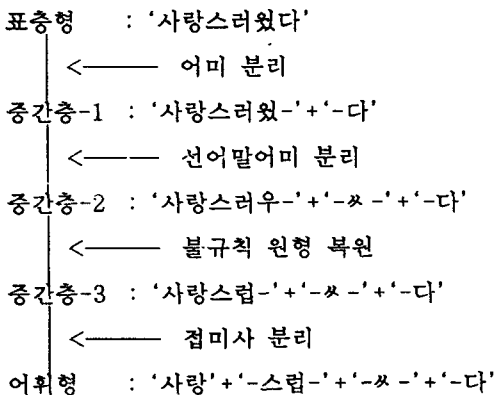 표충형 : '사랑스러웠다'
<─── 어미 분리
중간층-1 : '사랑스러웠-'+'-다'
<─── 선어말어미 분리
중간층-2 : '사랑스러우-'+'-ㅆ -'+'-다'
<─── 불규칙 원형 복원
중간층-3 : '사랑스럽-'+'-ㅆ -'+'-다'
<─── 접미사 분리
어휘형 : '사랑'+'-스럽-'+'-ㅆ -'+'-다'